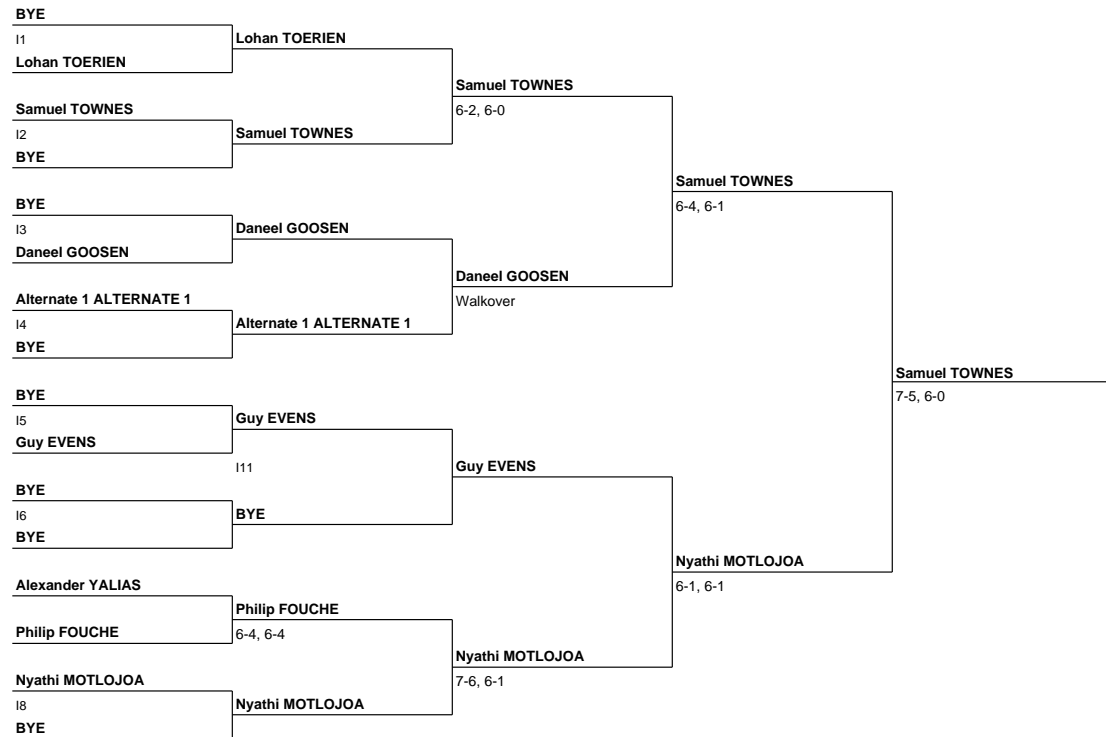 BYE
I1
Lohan TOERIEN
Samuel TOWNES
I2
BYE
BYE
I3
Daneel GOOSEN
Alternate 1 ALTERNATE 1
I4
BYE
BYE
I5
Guy EVENS
BYE
I6
BYE
Alexander YALIAS
Philip FOUCHE
Nyathi MOTLOJOA
I8
BYE
Lohan TOERIEN
Samuel TOWNES
Daneel GOOSEN
Alternate 1 ALTERNATE 1
Guy EVENS
I11
BYE
Philip FOUCHE
6-4, 6-4
Nyathi MOTLOJOA
Samuel TOWNES
6-2, 6-0
Daneel GOOSEN
Walkover
Guy EVENS
Nyathi MOTLOJOA
7-6, 6-1
Samuel TOWNES
6-4, 6-1
Nyathi MOTLOJOA
6-1, 6-1
Samuel TOWNES
7-5, 6-0